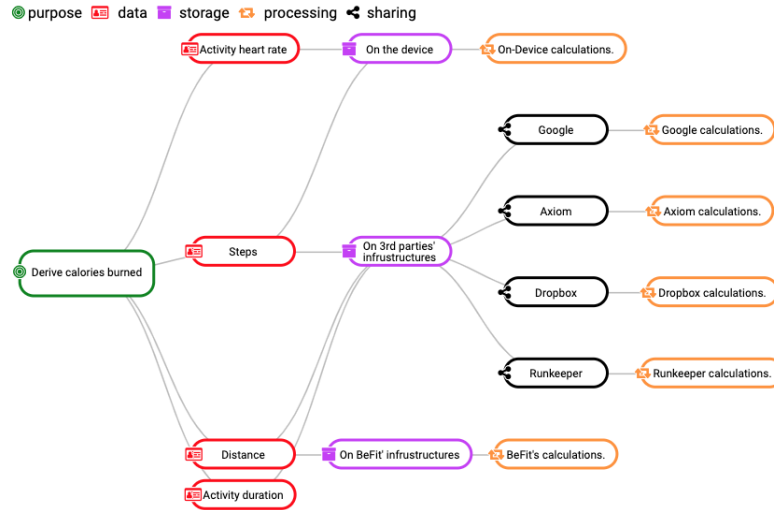 purpose data storage processing sharing
Activity heart rate
On the device
On-Device calculations.
Google
Google calculations.
Axiom
Axiom calculations.
Steps
On 3rd parties'
infrustructures
Derive calories burned
Dropbox
Dropbox calculations.
Runkeeper
Runkeeper calculations.
Distance
On BeFit' infrustructures
BeFit's calculations.
Activity duration